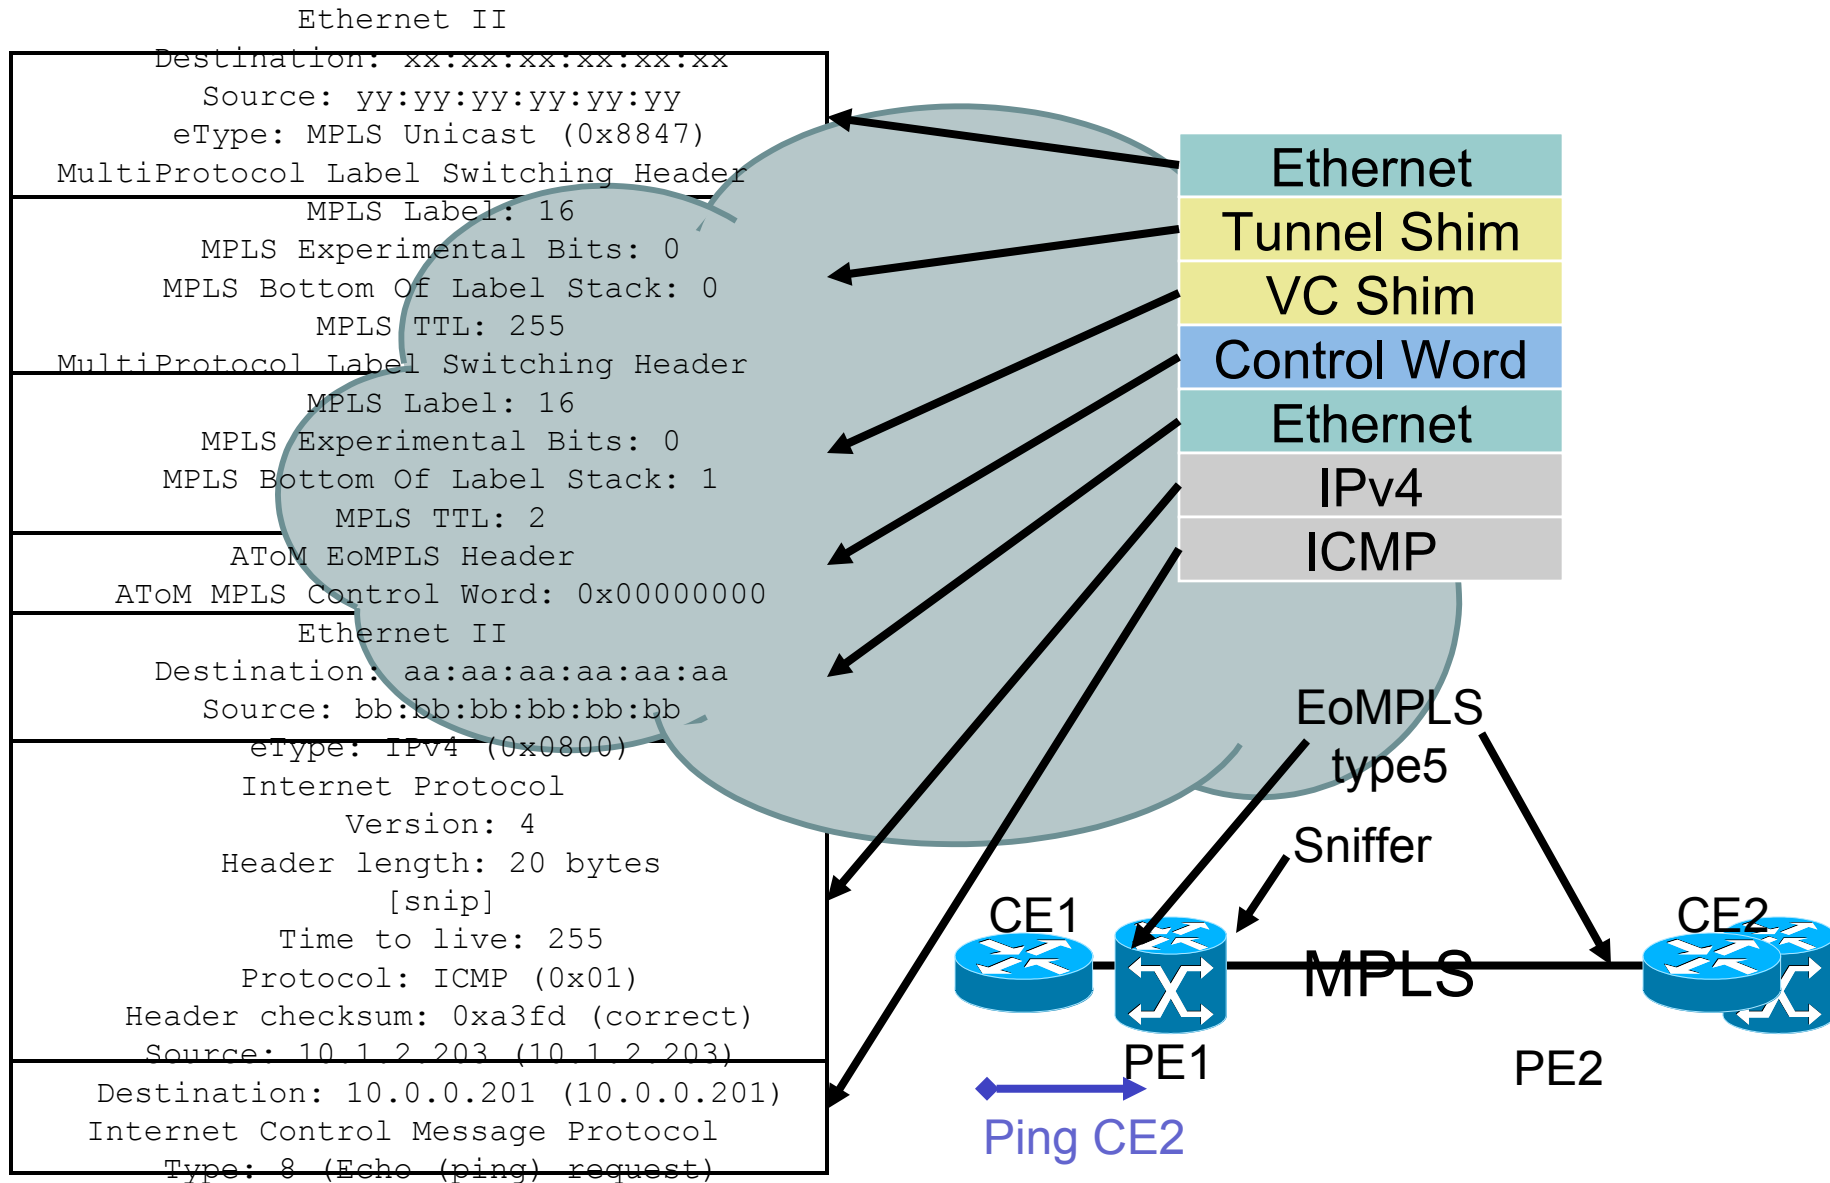 Ethernet II
Destination: xx:xx:xx:xx:xx:xx
Source: yy:yy:yy:yy:yy:yy
eType: MPLS Unicast (0x8847)
MultiProtocol Label Switching Header
MPLS Label: 16
MPLS Experimental Bits: 0
MPLS Bottom Of Label Stack: 0
MPLS TTL: 255
MultiProtocol Label Switching Header
MPLS Label: 16
MPLS Experimental Bits: 0
MPLS Bottom Of Label Stack: 1
MPLS TTL: 2
AToM EoMPLS Header
AToM MPLS Control Word: 0x00000000
Ethernet II
Destination: aa:aa:aa:aa:aa:aa
Source: bb:bb:bb:bb:bb:bb
eType: IPv4 (0x0800)
Internet Protocol
Version: 4
Header length: 20 bytes
[snip]
Time to live: 255
Protocol: ICMP (0x01)
Header checksum: 0xa3fd (correct)
Source: 10.1.2.203 (10.1.2.203)
Destination: 10.0.0.201 (10.0.0.201)
Internet Control Message Protocol
Type: 8 (Echo (ping) request)
Ethernet
Tunnel Shim
VC Shim
Control Word
Ethernet
IPv4
ICMP
EoMPLS
type5
Sniffer
CE1
CE2
MPLS
PE1
PE2
Ping CE2